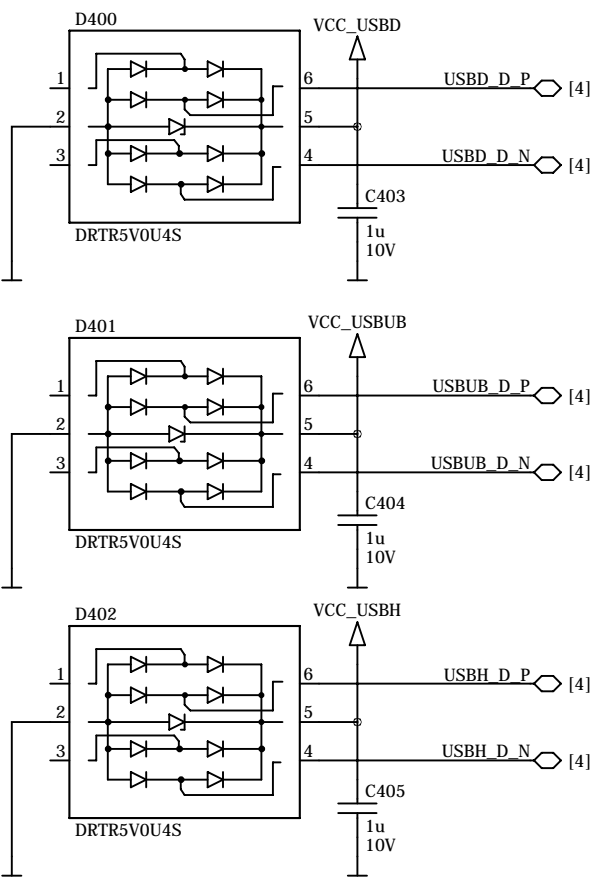 D400
VCC_USBD
1
6
USBD_D_P
[4]
2
5
3
4
USBD_D_N
[4]
C403
1u
10V
DRTR5V0U4S
D401
VCC_USBUB
1
6
USBUB_D_P
[4]
2
5
3
4
USBUB_D_N
[4]
C404
1u
10V
DRTR5V0U4S
D402
VCC_USBH
1
6
USBH_D_P
[4]
2
5
3
4
USBH_D_N
[4]
C405
1u
10V
DRTR5V0U4S